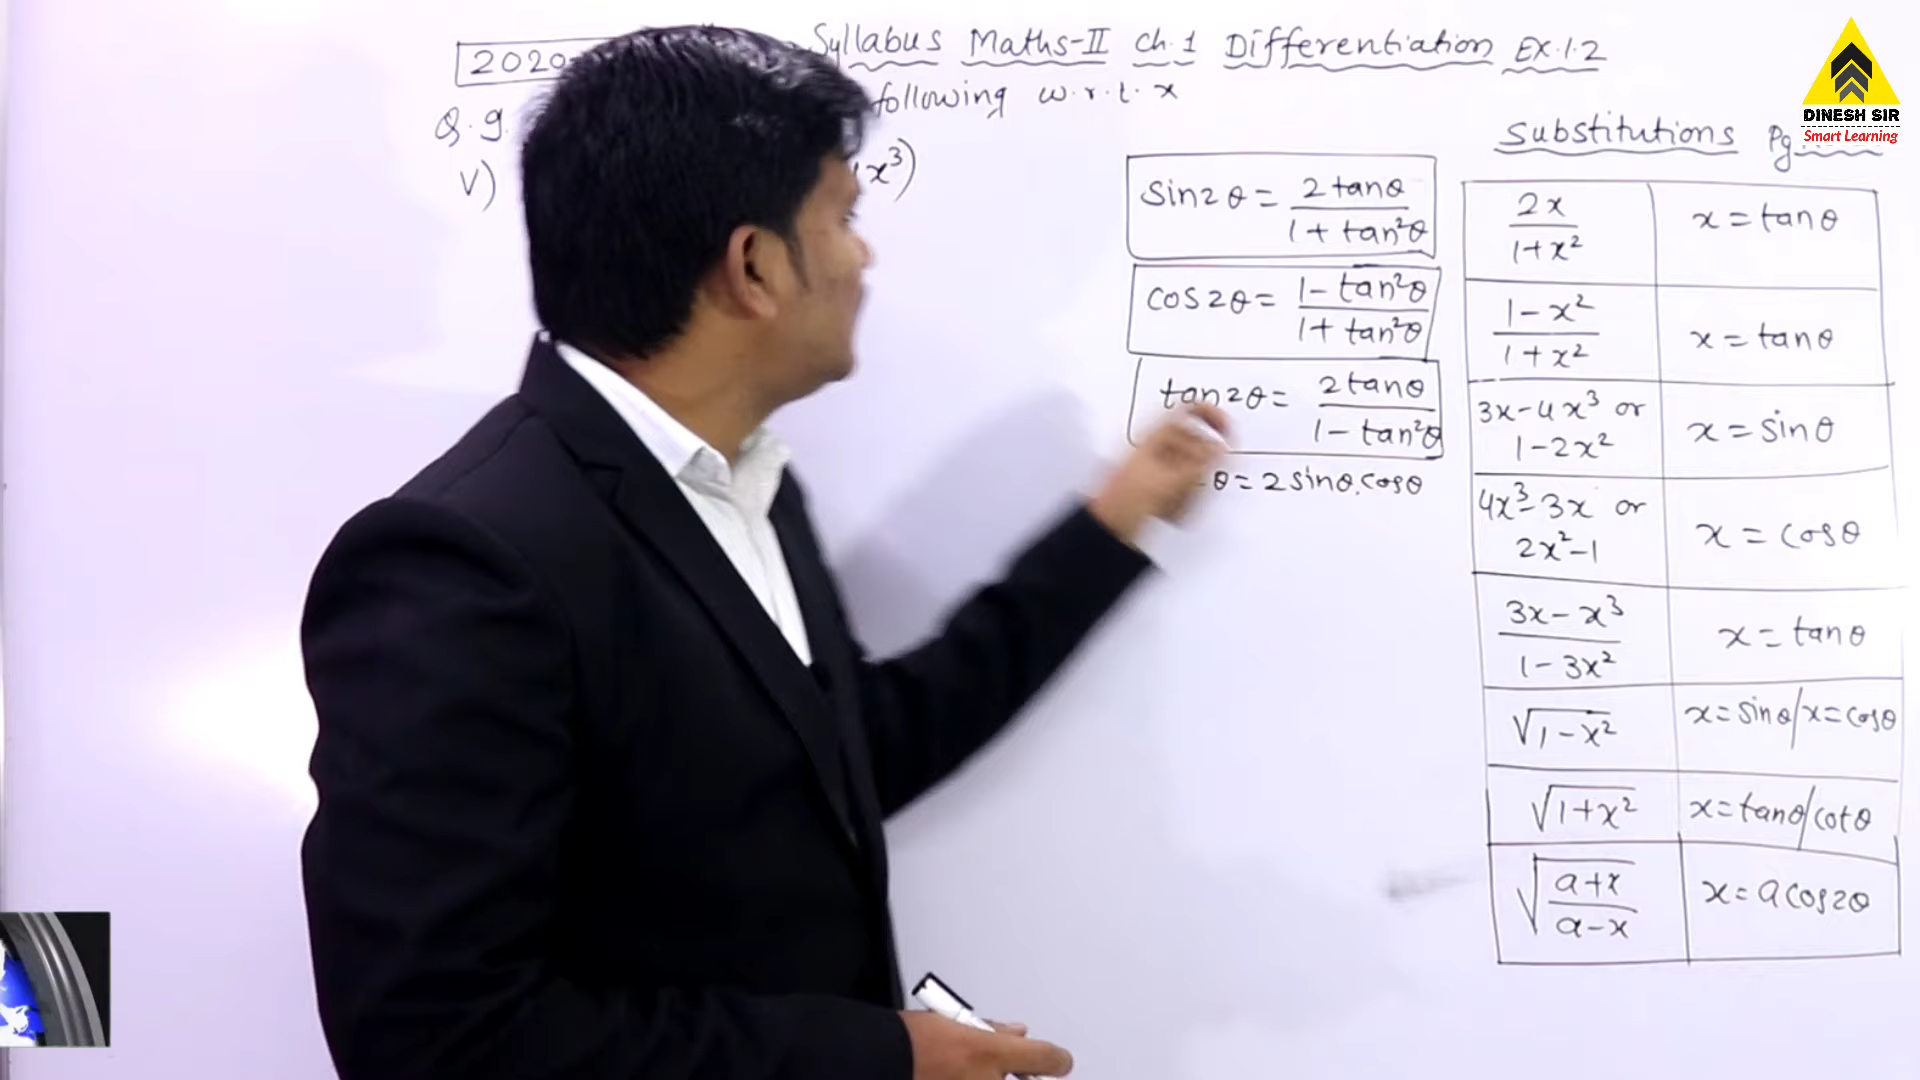 2020- Syllabus Maths-II Ch.1 Differentiation Ex.1.2
Q.9. following w.r.t. x
V) x³)
DINESH SIR
Smart Learning
Substitutions Pg.
sin2θ = 2tanθ / 1+tan²θ
cos2θ = 1-tan²θ / 1+tan²θ
tan2θ = 2tanθ / 1-tan²θ
θ = 2sinθ.cosθ
2x / 1+x² x = tanθ
1-x² / 1+x² x = tanθ
3x-4x³ or 1-2x² x = sinθ
4x³-3x or 2x²-1 x = cosθ
3x-x³ / 1-3x² x = tanθ
√1-x² x=sinθ/x=cosθ
√1+x² x=tanθ/cotθ
√a+x / a-x x=acos2θ